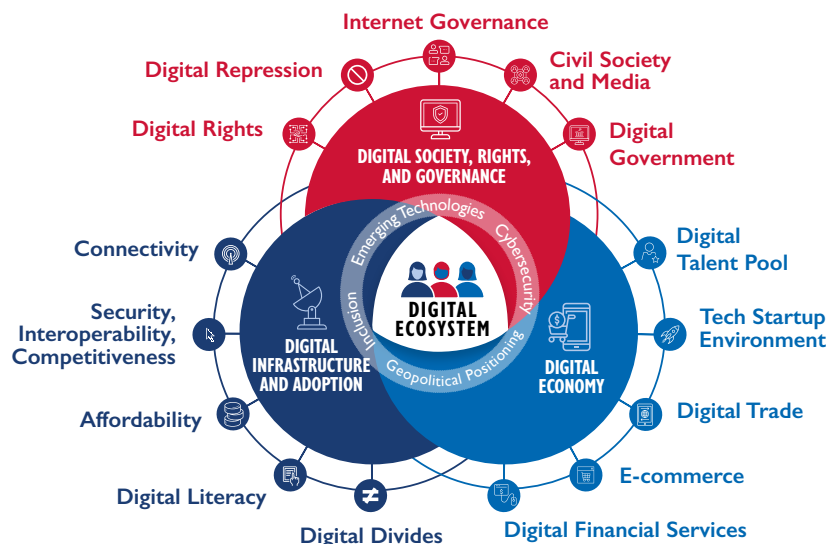 Internet Governance
Digital Repression
Civil Society
and Media
Digital Rights
Digital
Government
DIGITAL SOCIETY, RIGHTS,
AND GOVERNANCE
Emerging Technologies
Cybersecurity
Inclusion
Geopolitical Positioning
DIGITAL
ECOSYSTEM
Connectivity
Security,
Interoperability,
Competitiveness
Affordability
Digital Literacy
Digital Divides
DIGITAL
INFRASTRUCTURE
AND ADOPTION
Digital
Talent Pool
Tech Startup
Environment
Digital Trade
E-commerce
Digital Financial Services
DIGITAL
ECONOMY